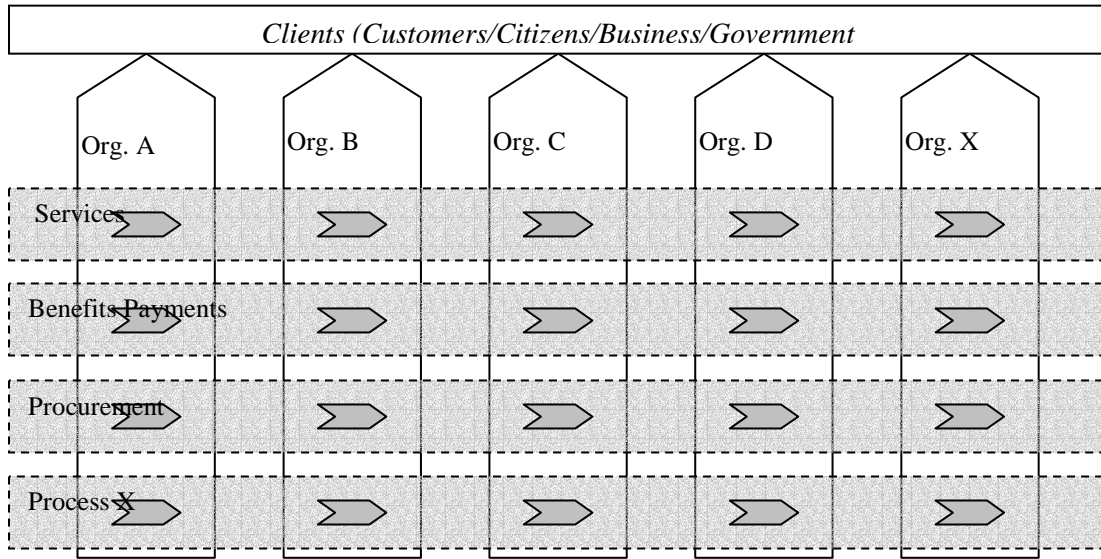 Clients (Customers/Citizens/Business/Government
Org. A
Org. B
Org. C
Org. D
Org. X
Services
Benefits Payments
Procurement
Process X